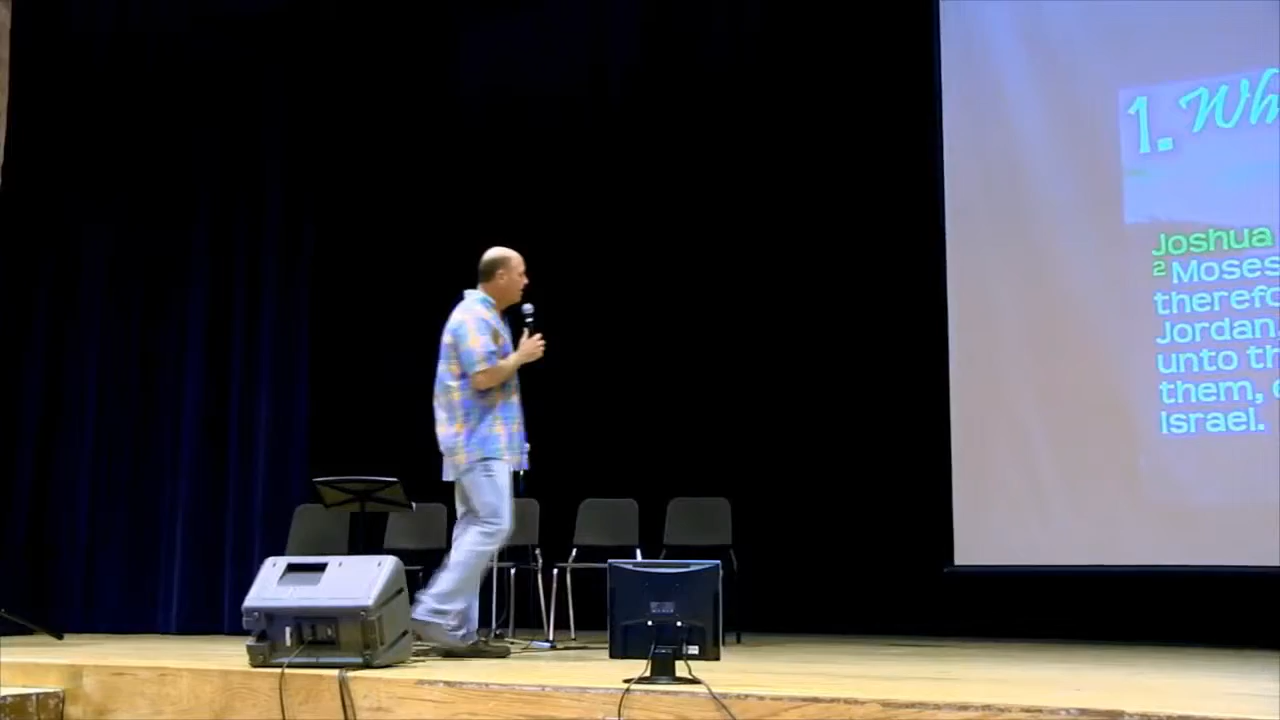 1. Wh
Joshua
2 Moses
therefo
Jordan,
unto th
them,
Israel.